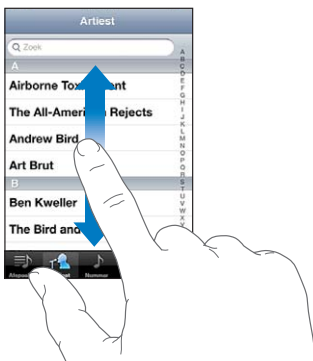 Artiest
Zoek
A
Airborne Tox
The All-American Rejects
Andrew Bird
Art Brut
B
Ben Kweller
The Bird and
Nummer
A
B
C
D
E
F
G
H
I
J
K
L
M
N
O
P
Q
R
S
T
U
V
W
X